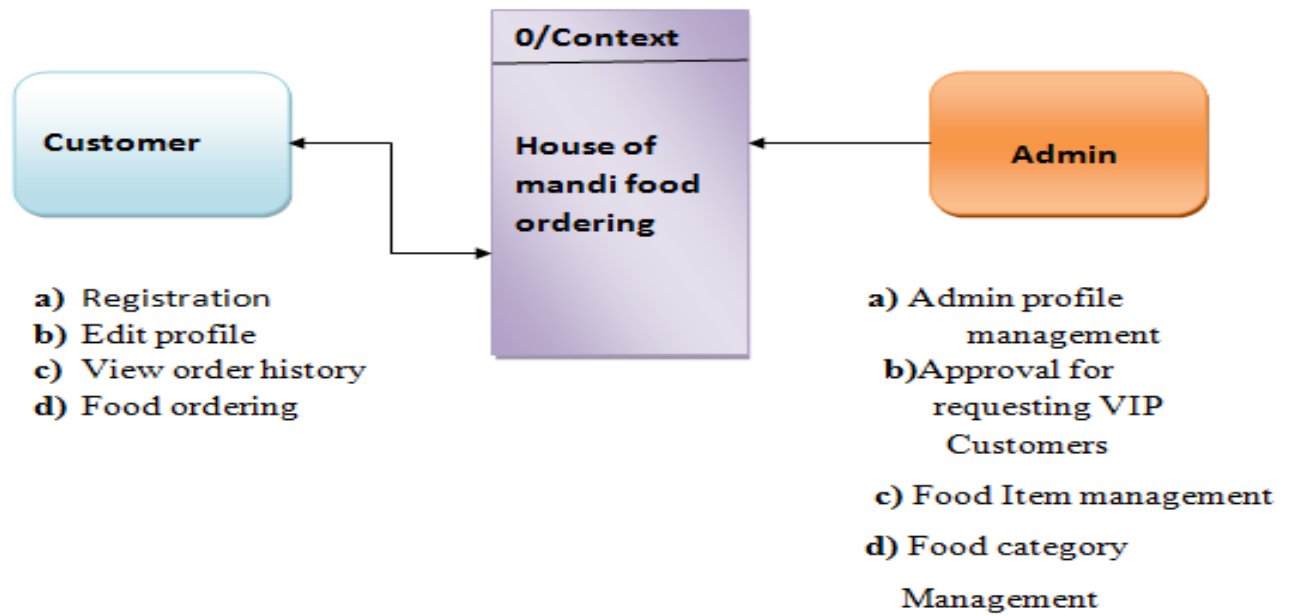 0/Context
House of
mandi food
ordering
Customer
a) Registration
b) Edit profile
c) View order history
d) Food ordering
Admin
a) Admin profile
management
b)Approval for
requesting VIP
Customers
c) Food Item management
d) Food category
Management